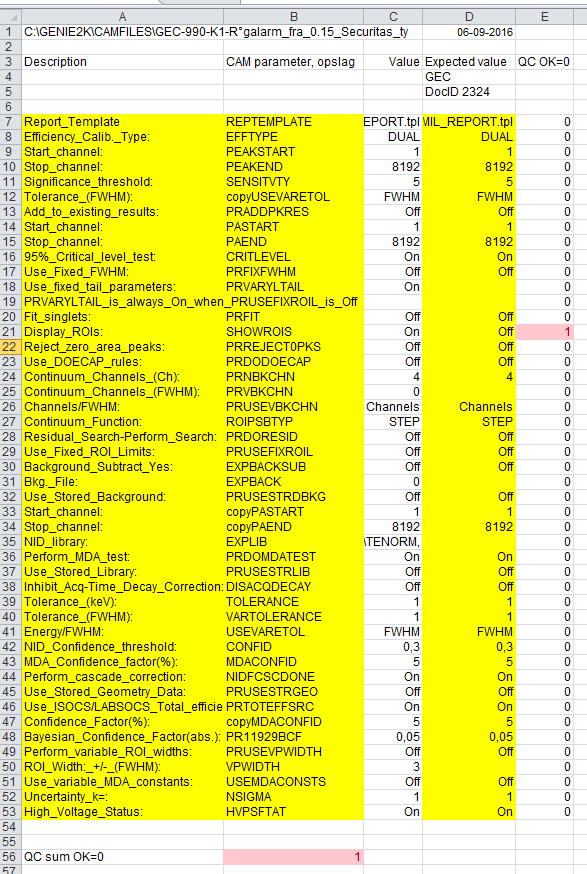 A B C D E
1 C:\GENIE2K\CAMFILES\GEC-990-K1-R°galarm_fra_0.15_Securitas_ty 06-09-2016
2
3 Description CAM parameter, opslag Value Expected value QC OK=0
4 GEC
5 DocID 2324
6
7 Report_Template REPTEMPLATE EPORT.tpl MIL_REPORT.tpl 0
8 Efficiency_Calib._Type: EFFTYPE DUAL DUAL 0
9 Start_channel: PEAKSTART 1 1 0
10 Stop_channel: PEAKEND 8192 8192 0
11 Significance_threshold: SENSITVTY 5 5 0
12 Tolerance_(FWHM): copyUSEVARETOL FWHM FWHM 0
13 Add_to_existing_results: PRADDPKRES Off Off 0
14 Start_channel: PASTART 1 1 0
15 Stop_channel: PAEND 8192 8192 0
16 95%_Critical_level_test: CRITLEVEL On On 0
17 Use_Fixed_FWHM: PRFIXFWHM Off Off 0
18 Use_fixed_tail_parameters: PRVARYLTAIL On 0
19 PRVARYLTAIL_is_always_On_when_PRUSEFIXROIL_is_Off 0
20 Fit_singlets: PRFIT Off Off 0
21 Display_ROIs: SHOWROIS On Off 1
22 Reject_zero_area_peaks: PRREJECT0PKS Off Off 0
23 Use_DOECAP_rules: PRDODOECAP Off Off 0
24 Continuum_Channels_(Ch): PRNBKCHN 4 4 0
25 Continuum_Channels_(FWHM): PRVBKCHN 0 0
26 Channels/FWHM: PRUSEVBKCHN Channels Channels 0
27 Continuum_Function: ROIPSBTYP STEP STEP 0
28 Residual_Search-Perform_Search: PRDORESID Off Off 0
29 Use_Fixed_ROI_Limits: PRUSEFIXROIL Off Off 0
30 Background_Subtract_Yes: EXPBACKSUB Off Off 0
31 Bkg._File: EXPBACK 0 0
32 Use_Stored_Background: PRUSESTRDBKG Off Off 0
33 Start_channel: copyPASTART 1 1 0
34 Stop_channel: copyPAEND 8192 8192 0
35 NID_library: EXPLIB \TENORM, 0
36 Perform_MDA_test: PRDOMDATEST On On 0
37 Use_Stored_Library: PRUSESTRLIB Off Off 0
38 Inhibit_Acq-Time_Decay_Correction: DISACQDECAY Off Off 0
39 Tolerance_(keV): TOLERANCE 1 1 0
40 Tolerance_(FWHM): VARTOLERANCE 1 1 0
41 Energy/FWHM: USEVARETOL FWHM FWHM 0
42 NID_Confidence_threshold: CONFID 0,3 0,3 0
43 MDA_Confidence_factor(%): MDACONFID 5 5 0
44 Perform_cascade_correction: NIDFCSCDONE On On 0
45 Use_Stored_Geometry_Data: PRUSESTRGEO Off Off 0
46 Use_ISOCS/LABSOCS_Total_efficie PRTOTEFFSRC On On 0
47 Confidence_Factor(%): copyMDACONFID 5 5 0
48 Bayesian_Confidence_Factor(abs.): PR11929BCF 0,05 0,05 0
49 Perform_variable_ROI_widths: PRUSEVPWIDTH Off Off 0
50 ROI_Width:_+/-_(FWHM): VPWIDTH 3 0
51 Use_variable_MDA_constants: USEMDACONSTS Off Off 0
52 Uncertainty_k=: NSIGMA 1 1 0
53 High_Voltage_Status: HVPSFTAT On On 0
54
55
56 QC sum OK=0 1
57